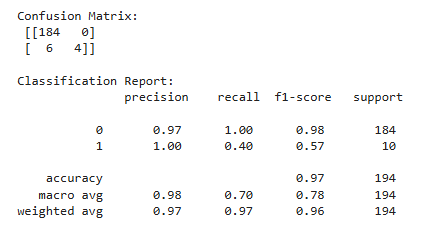 Confusion Matrix:
[[184 0]
[ 6 4]]
Classification Report:
precision recall f1-score support
0 0.97 1.00 0.98 184
1 1.00 0.40 0.57 10
accuracy 0.97 194
macro avg 0.98 0.70 0.78 194
weighted avg 0.97 0.97 0.96 194